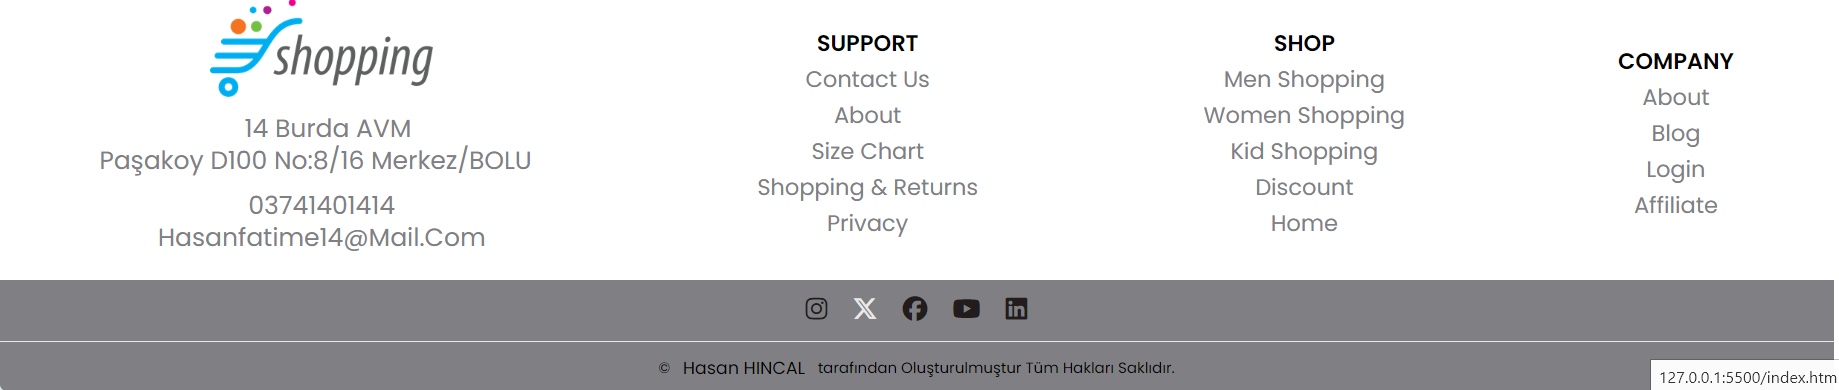 shopping
14 Burda AVM
Paşakoy D100 No:8/16 Merkez/BOLU
03741401414
Hasanfatime14@Mail.Com
SUPPORT
Contact Us
About
Size Chart
Shopping & Returns
Privacy
SHOP
Men Shopping
Women Shopping
Kid Shopping
Discount
Home
COMPANY
About
Blog
Login
Affiliate
© Hasan HINCAL tarafından Oluşturulmuştur Tüm Hakları Saklıdır.
127.0.0.1:5500/index.htm